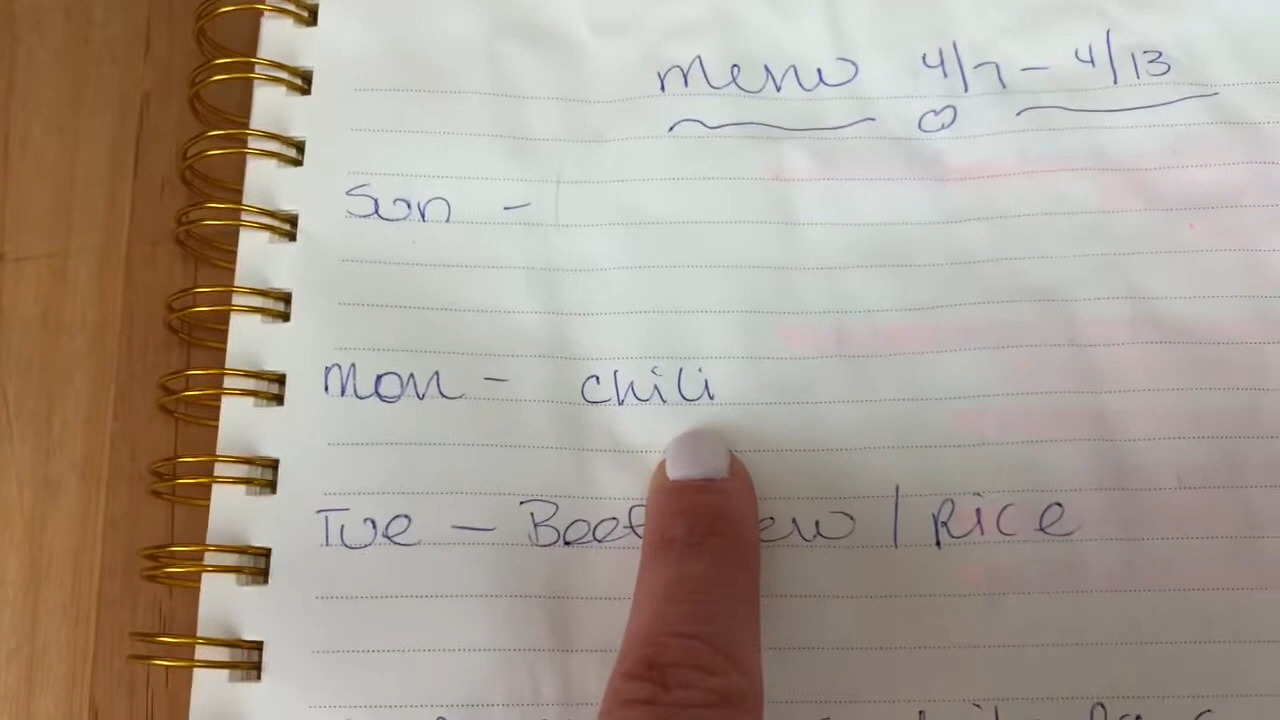 menu 4/7 - 4/13
Sun -
mon - chili
Tue - Beef / Rice